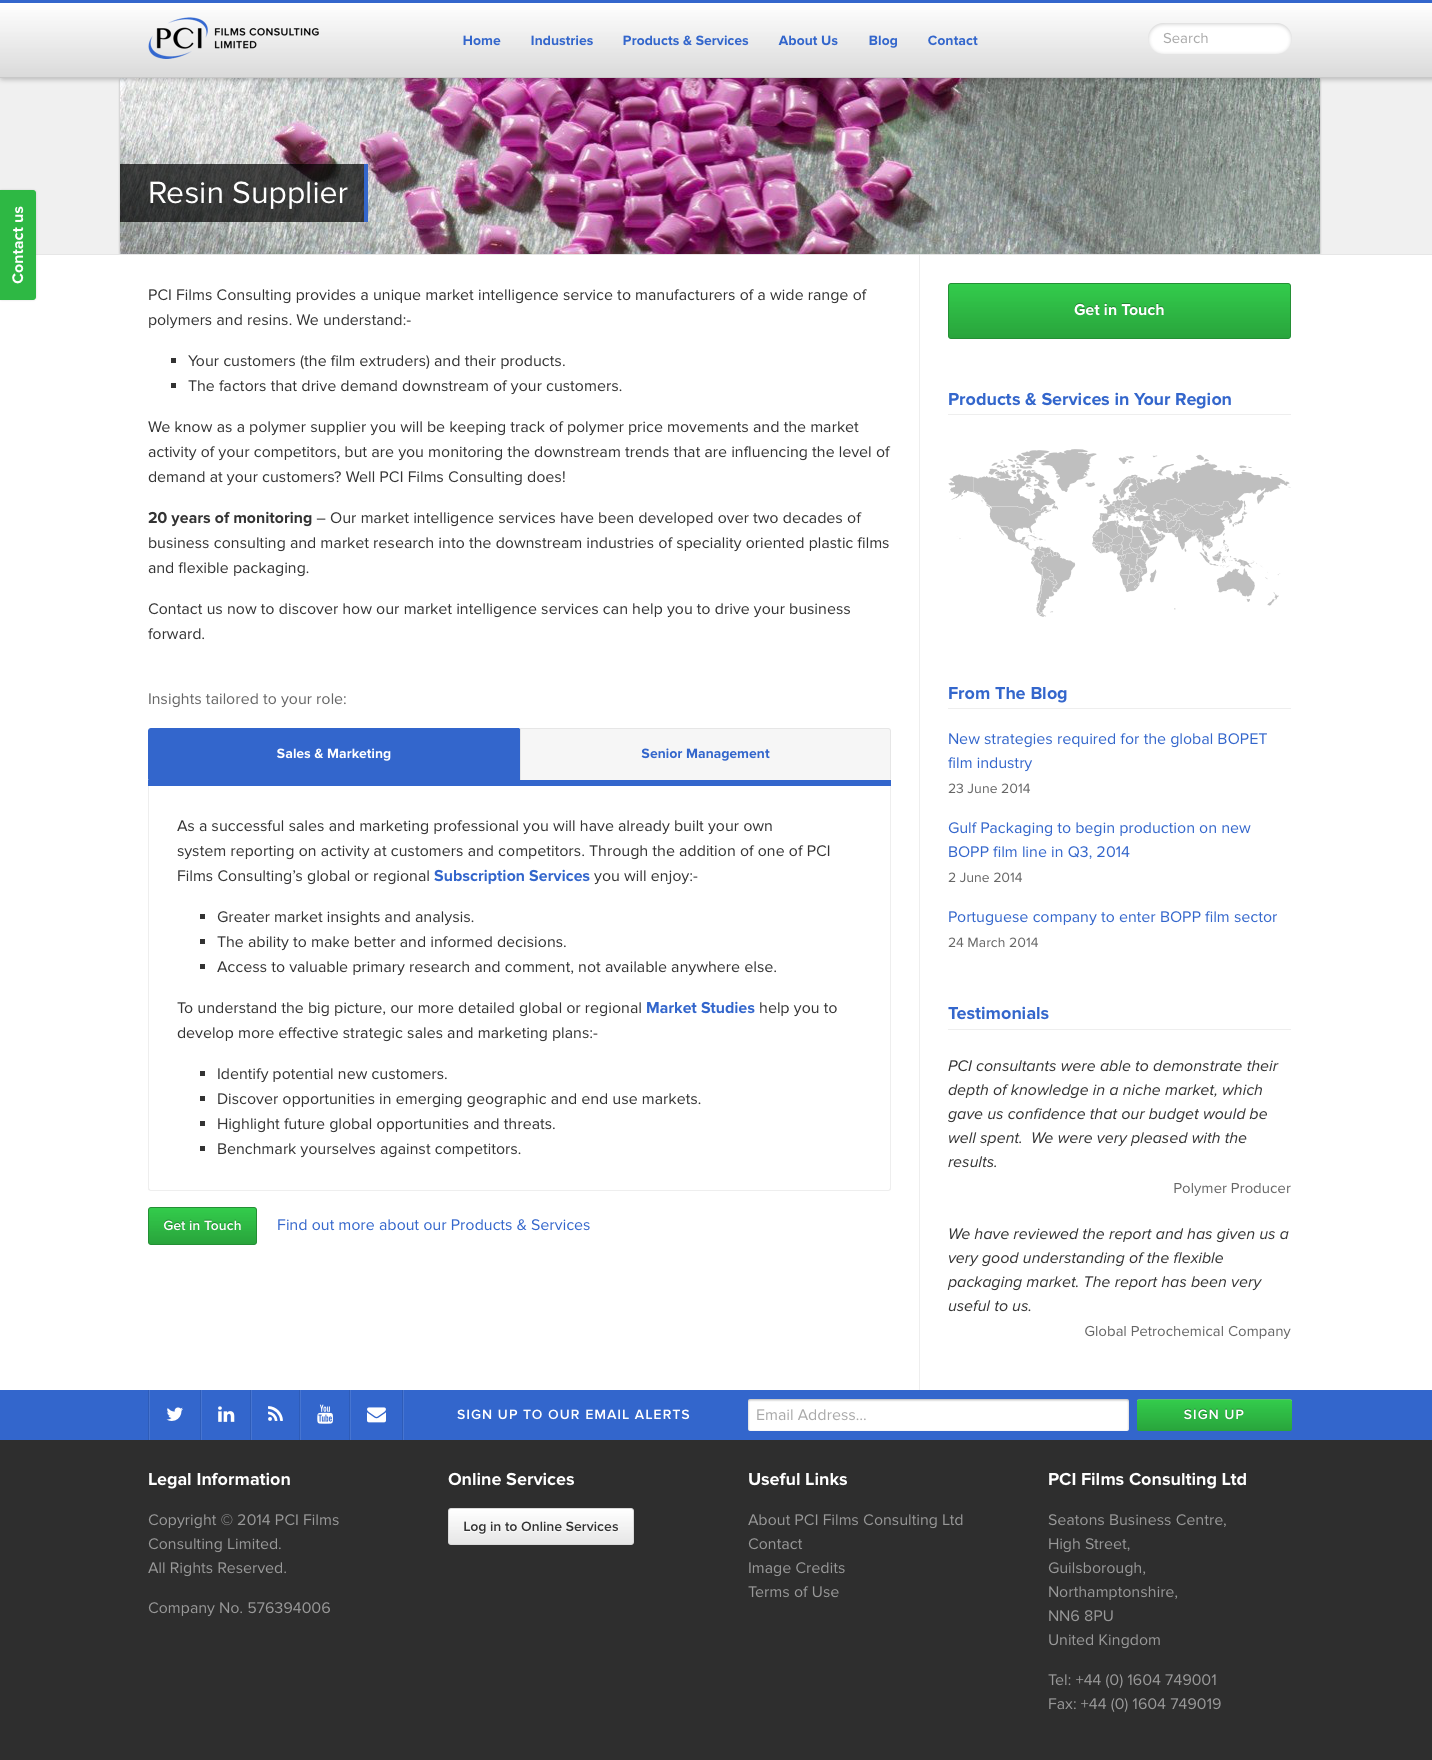 PCI FILMS CONSULTING
LIMITED
Home Industries Products & Services About Us Blog Contact
Search
Resin Supplier
Contact us
PCI Films Consulting provides a unique market intelligence service to manufacturers of a wide range of
polymers and resins. We understand:-
Your customers (the film extruders) and their products.
The factors that drive demand downstream of your customers.
We know as a polymer supplier you will be keeping track of polymer price movements and the market
activity of your competitors, but are you monitoring the downstream trends that are influencing the level of
demand at your customers? Well PCI Films Consulting does!
20 years of monitoring – Our market intelligence services have been developed over two decades of
business consulting and market research into the downstream industries of speciality oriented plastic films
and flexible packaging.
Contact us now to discover how our market intelligence services can help you to drive your business
forward.
Insights tailored to your role:
Sales & Marketing Senior Management
As a successful sales and marketing professional you will have already built your own
system reporting on activity at customers and competitors. Through the addition of one of PCI
Films Consulting’s global or regional Subscription Services you will enjoy:-
Greater market insights and analysis.
The ability to make better and informed decisions.
Access to valuable primary research and comment, not available anywhere else.
To understand the big picture, our more detailed global or regional Market Studies help you to
develop more effective strategic sales and marketing plans:-
Identify potential new customers.
Discover opportunities in emerging geographic and end use markets.
Highlight future global opportunities and threats.
Benchmark yourselves against competitors.
Get in Touch Find out more about our Products & Services
Get in Touch
Products & Services in Your Region
From The Blog
New strategies required for the global BOPET
film industry
23 June 2014
Gulf Packaging to begin production on new
BOPP film line in Q3, 2014
2 June 2014
Portuguese company to enter BOPP film sector
24 March 2014
Testimonials
PCI consultants were able to demonstrate their
depth of knowledge in a niche market, which
gave us confidence that our budget would be
well spent. We were very pleased with the
results.
Polymer Producer
We have reviewed the report and has given us a
very good understanding of the flexible
packaging market. The report has been very
useful to us.
Global Petrochemical Company
You
Tube
SIGN UP TO OUR EMAIL ALERTS Email Address... SIGN UP
Legal Information
Copyright © 2014 PCI Films
Consulting Limited.
All Rights Reserved.
Company No. 576394006
Online Services
Log in to Online Services
Useful Links
About PCI Films Consulting Ltd
Contact
Image Credits
Terms of Use
PCI Films Consulting Ltd
Seatons Business Centre,
High Street,
Guilsborough,
Northamptonshire,
NN6 8PU
United Kingdom
Tel: +44 (0) 1604 749001
Fax: +44 (0) 1604 749019